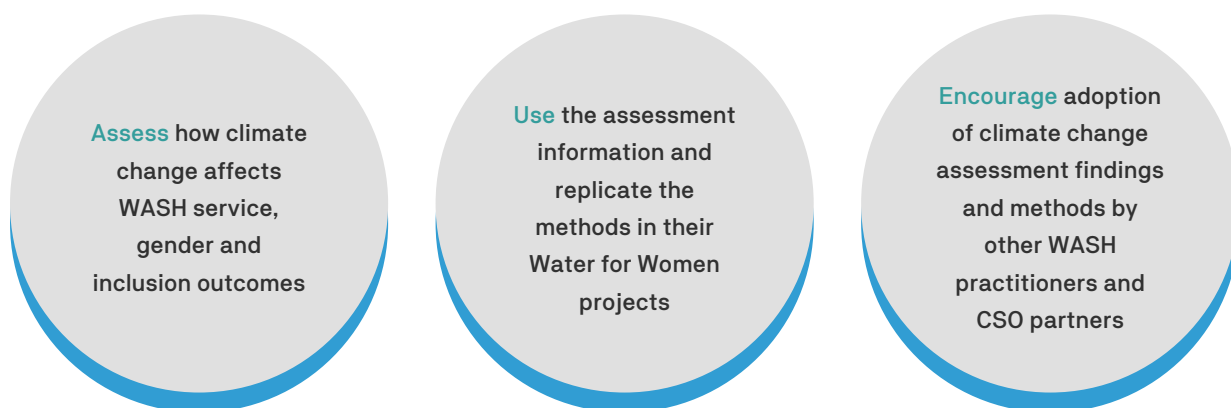 Assess how climate
change affects
WASH service,
gender and
inclusion outcomes
Use the assessment
information and
replicate the
methods in their
Water for Women
projects
Encourage adoption
of climate change
assessment findings
and methods by
other WASH
practitioners and
CSO partners